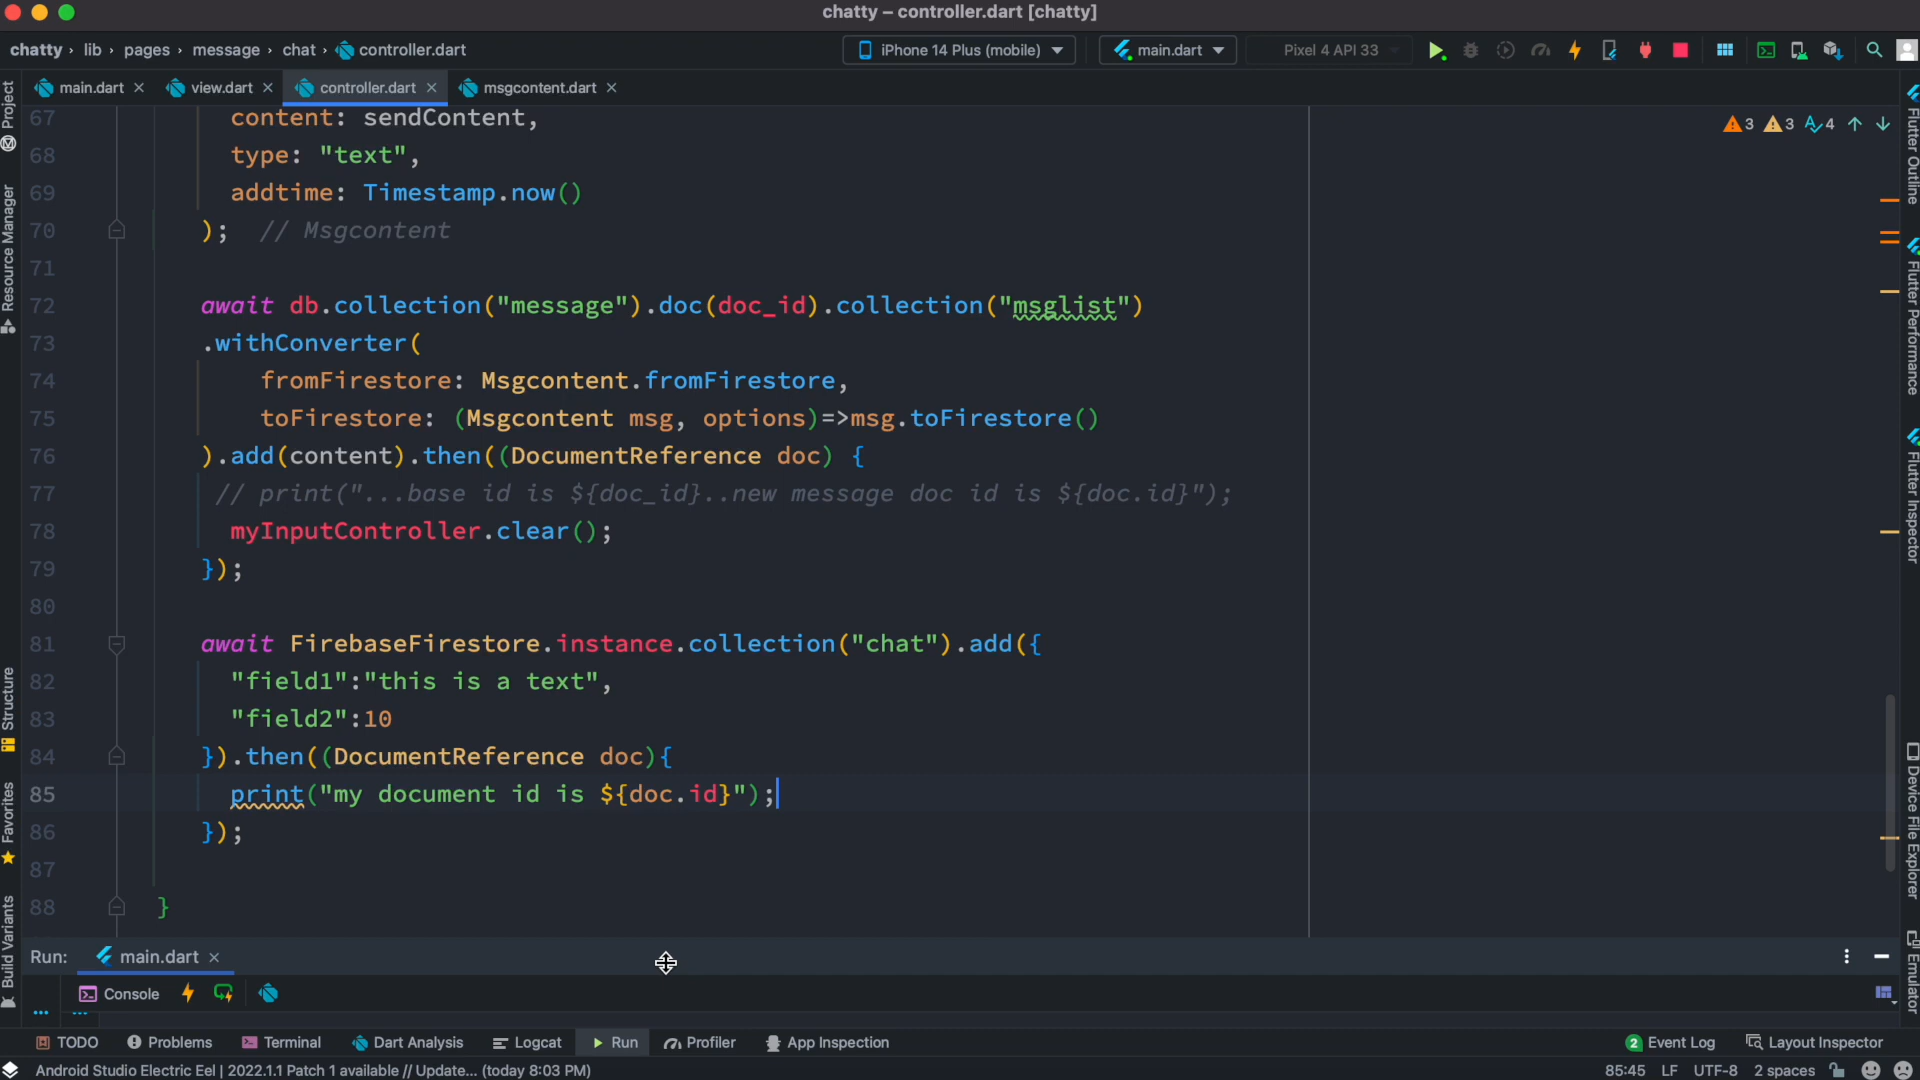 chatty – controller.dart [chatty]
chatty › lib › pages › message › chat › controller.dart
iPhone 14 Plus (mobile)
main.dart
Pixel 4 API 33
main.dart
view.dart
controller.dart
msgcontent.dart
3 3 4
67 content: sendContent,
68 type: "text",
69 addtime: Timestamp.now()
70 ); // Msgcontent
71
72 await db.collection("message").doc(doc_id).collection("msglist")
73 .withConverter(
74 fromFirestore: Msgcontent.fromFirestore,
75 toFirestore: (Msgcontent msg, options)=>msg.toFirestore()
76 ).add(content).then((DocumentReference doc) {
77 // print("...base id is ${doc_id}..new message doc id is ${doc.id}");
78 myInputController.clear();
79 });
80
81 await FirebaseFirestore.instance.collection("chat").add({
82 "field1":"this is a text",
83 "field2":10
84 }).then((DocumentReference doc){
85 print("my document id is ${doc.id}");
86 });
87
88 }
Project
Resource Manager
Structure
Favorites
Build Variants
Flutter Outline
Flutter Performance
Flutter Inspector
Device File Explorer
Emulator
Run: main.dart
Console
TODO
Problems
Terminal
Dart Analysis
Logcat
Run
Profiler
App Inspection
2 Event Log
Layout Inspector
Android Studio Electric Eel | 2022.1.1 Patch 1 available // Update... (today 8:03 PM)
85:45 LF UTF-8 2 spaces